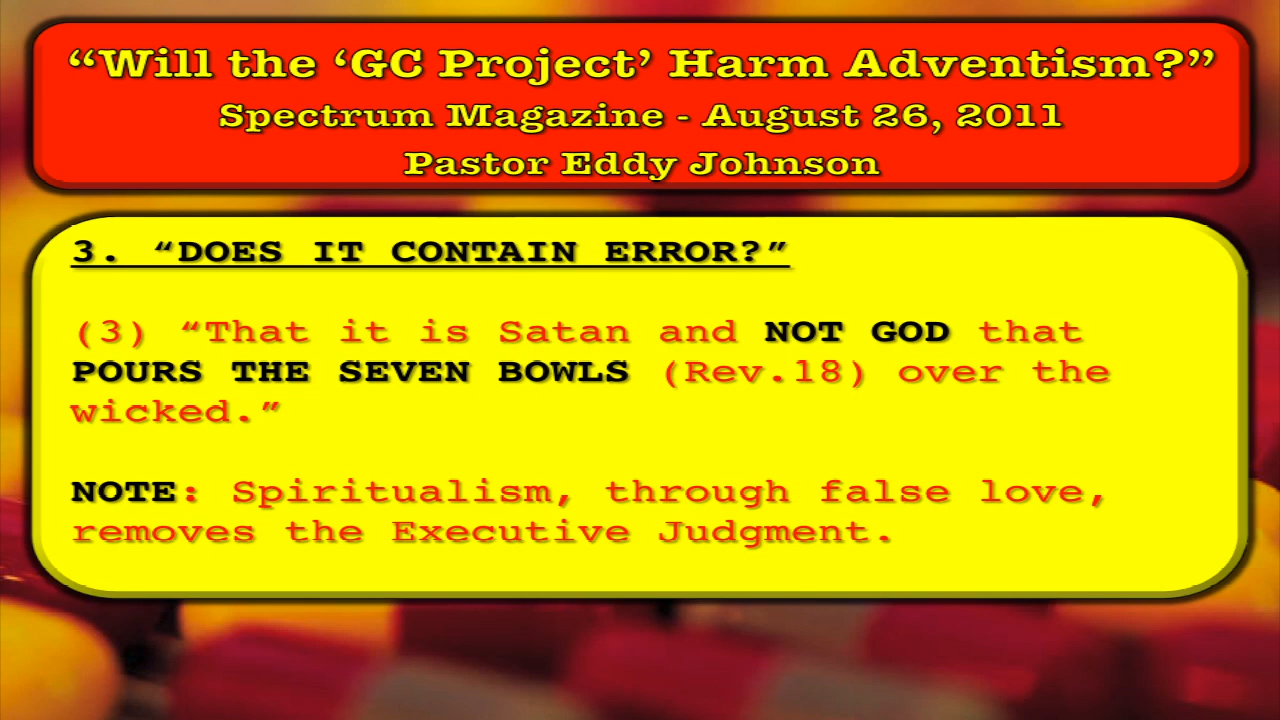 “Will the ‘GC Project’ Harm Adventism?”
Spectrum Magazine - August 26, 2011
Pastor Eddy Johnson
3. “DOES IT CONTAIN ERROR?”
(3) “That it is Satan and NOT GOD that
POURS THE SEVEN BOWLS (Rev.18) over the
wicked.”
NOTE: Spiritualism, through false love,
removes the Executive Judgment.